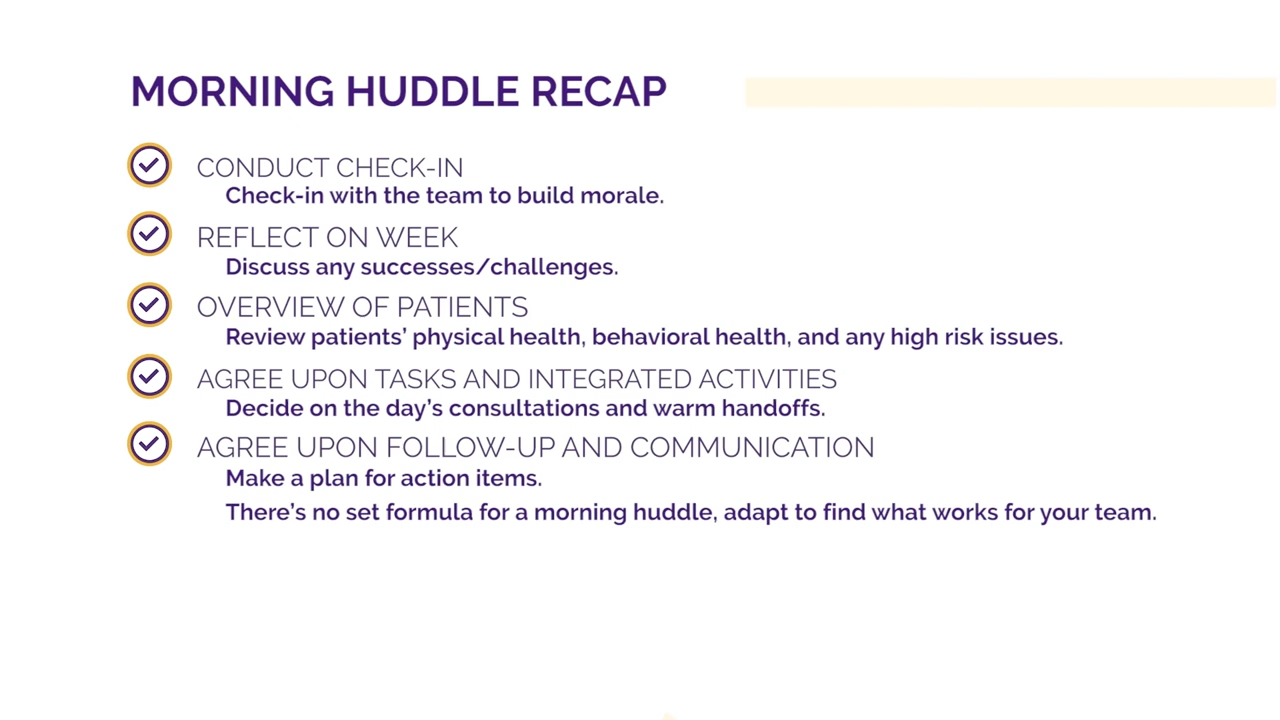 MORNING HUDDLE RECAP
CONDUCT CHECK-IN
Check-in with the team to build morale.
REFLECT ON WEEK
Discuss any successes/challenges.
OVERVIEW OF PATIENTS
Review patients’ physical health, behavioral health, and any high risk issues.
AGREE UPON TASKS AND INTEGRATED ACTIVITIES
Decide on the day’s consultations and warm handoffs.
AGREE UPON FOLLOW-UP AND COMMUNICATION
Make a plan for action items.
There’s no set formula for a morning huddle, adapt to find what works for your team.